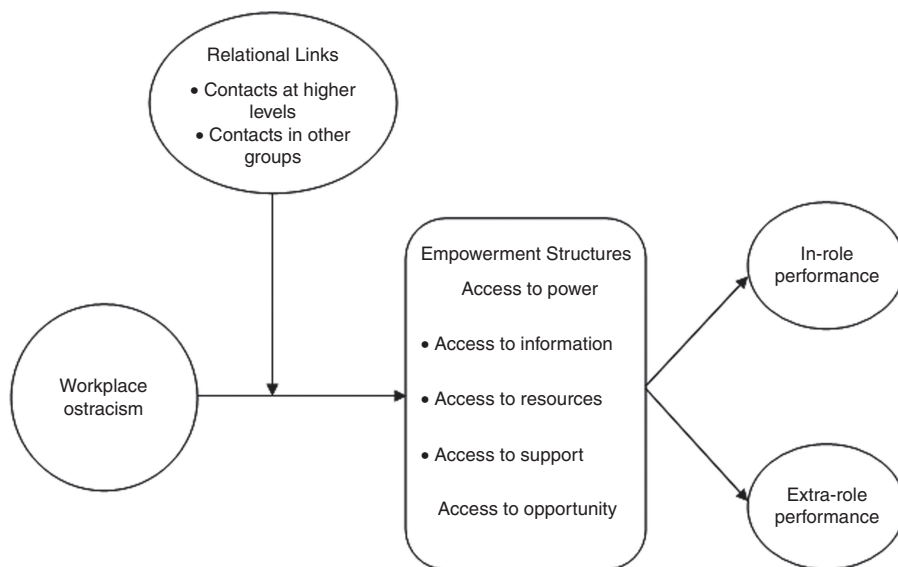 Relational Links
• Contacts at higher
levels
• Contacts in other
groups
Empowerment Structures
Access to power
• Access to information
• Access to resources
• Access to support
Access to opportunity
In-role
performance
Workplace
ostracism
Extra-role
performance